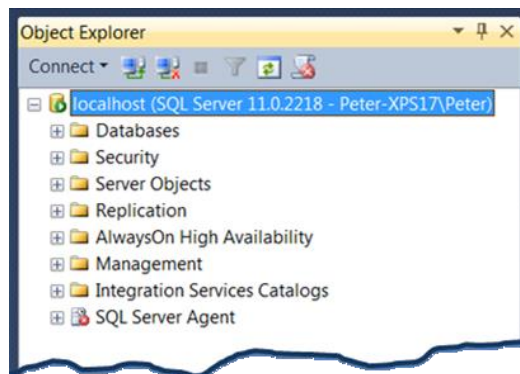 Object Explorer
Connect
localhost (SQL Server 11.0.2218 - Peter-XPS17\Peter)
Databases
Security
Server Objects
Replication
AlwaysOn High Availability
Management
Integration Services Catalogs
SQL Server Agent